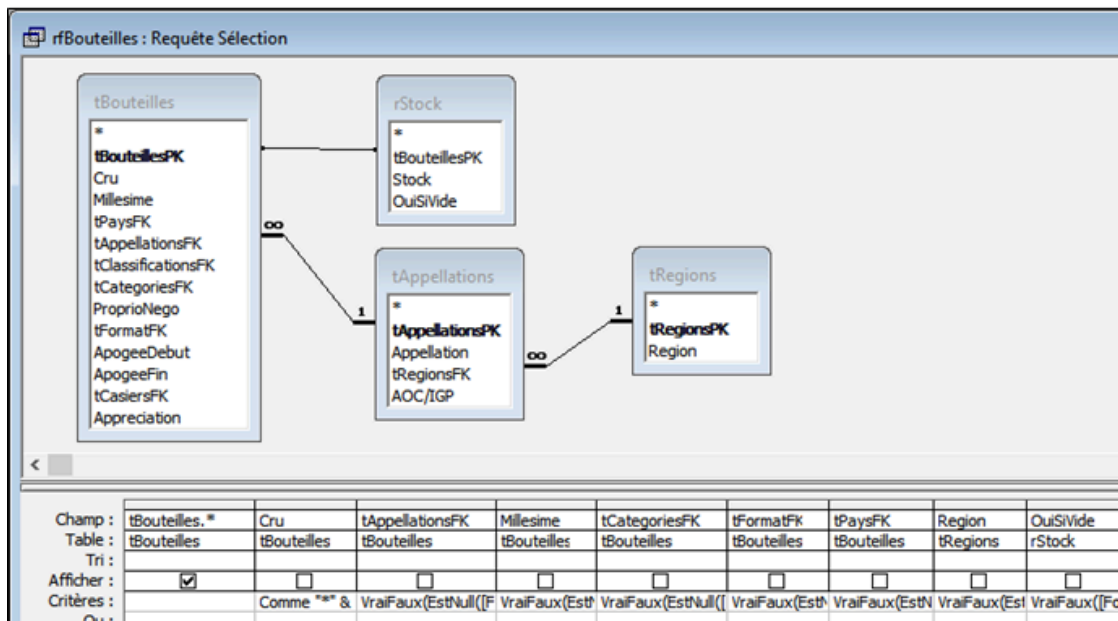 rfBouteilles : Requête Sélection
tBouteilles
*
tBouteillesPK
Cru
Millesime
tPaysFK
tAppellationsFK
tClassificationsFK
tCategoriesFK
ProprioNego
tFormatFK
ApogeeDebut
ApogeeFin
tCasiersFK
Appreciation
rStock
*
tBouteillesPK
Stock
OuiSiVide
∞
1
tAppellations
*
tAppellationsPK
Appellation
tRegionsFK
AOC/IGP
∞
1
tRegions
*
tRegionsPK
Region
<
Champ : tBouteilles.* Cru tAppellationsFK Millesime tCategoriesFK tFormatFK tPaysFK Region OuiSiVide
Table : tBouteilles tBouteilles tBouteilles tBouteilles tBouteilles tBouteilles tBouteilles tRegions rStock
Tri :
Afficher :
Critères : Comme "*" & VraiFaux(EstNull([F VraiFaux(EstN VraiFaux(EstNull([ VraiFaux(EstN VraiFaux(EstN VraiFaux(Est VraiFaux([Fo
Ou :